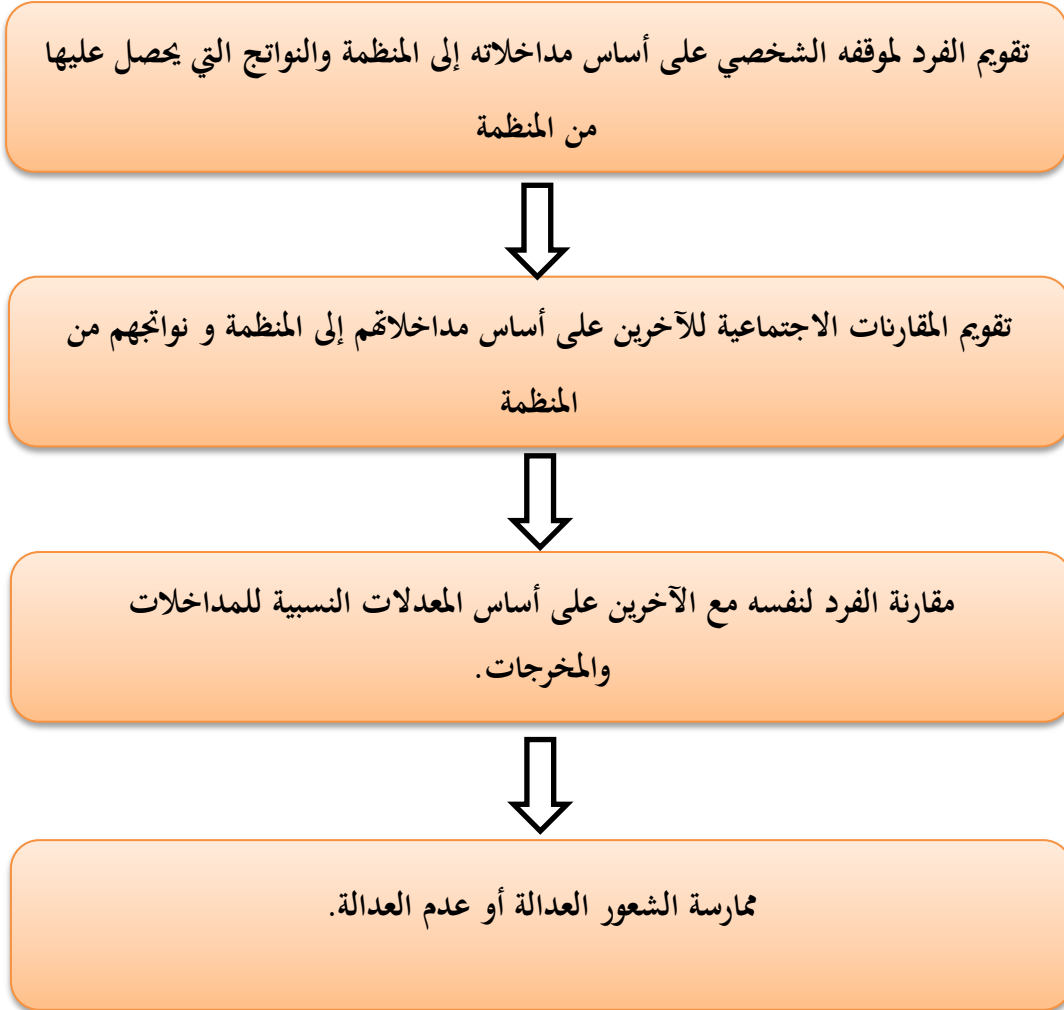 تقويم الفرد لموقفه الشخصي على أساس مداخلاته إلى المنظمة والنواتج التي يحصل عليها
من المنظمة
تقويم المقارنات الاجتماعية للآخرين على أساس مداخلاتهم إلى المنظمة و نواتجهم من
المنظمة
مقارنة الفرد لنفسه مع الآخرين على أساس المعدلات النسبية للمداخلات
والمخرجات.
ممارسة الشعور العدالة أو عدم العدالة.